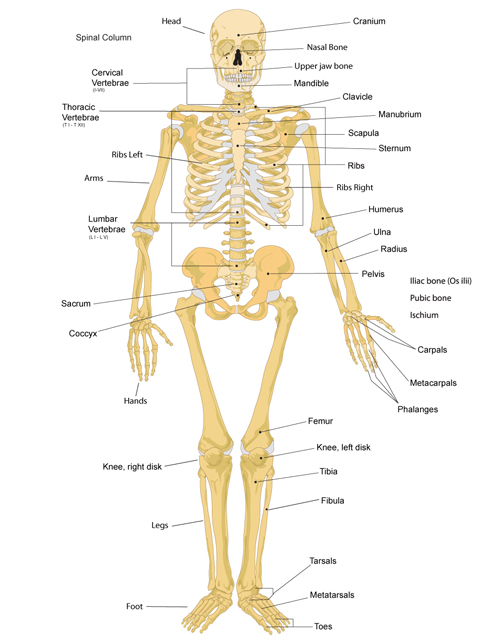 Head
Cranium
Spinal Column
Nasal Bone
Upper jaw bone
Cervical
Vertebrae
(I-VII)
Mandible
Clavicle
Thoracic
Vertebrae
(T I - T XII)
Manubrium
Scapula
Sternum
Ribs Left
Ribs
Arms
Ribs Right
Humerus
Lumbar
Vertebrae
(L I - L V)
Ulna
Radius
Pelvis
Iliac bone (Os ilii)
Pubic bone
Ischium
Sacrum
Coccyx
Carpals
Metacarpals
Hands
Phalanges
Femur
Knee, left disk
Knee, right disk
Tibia
Fibula
Legs
Tarsals
Metatarsals
Foot
Toes